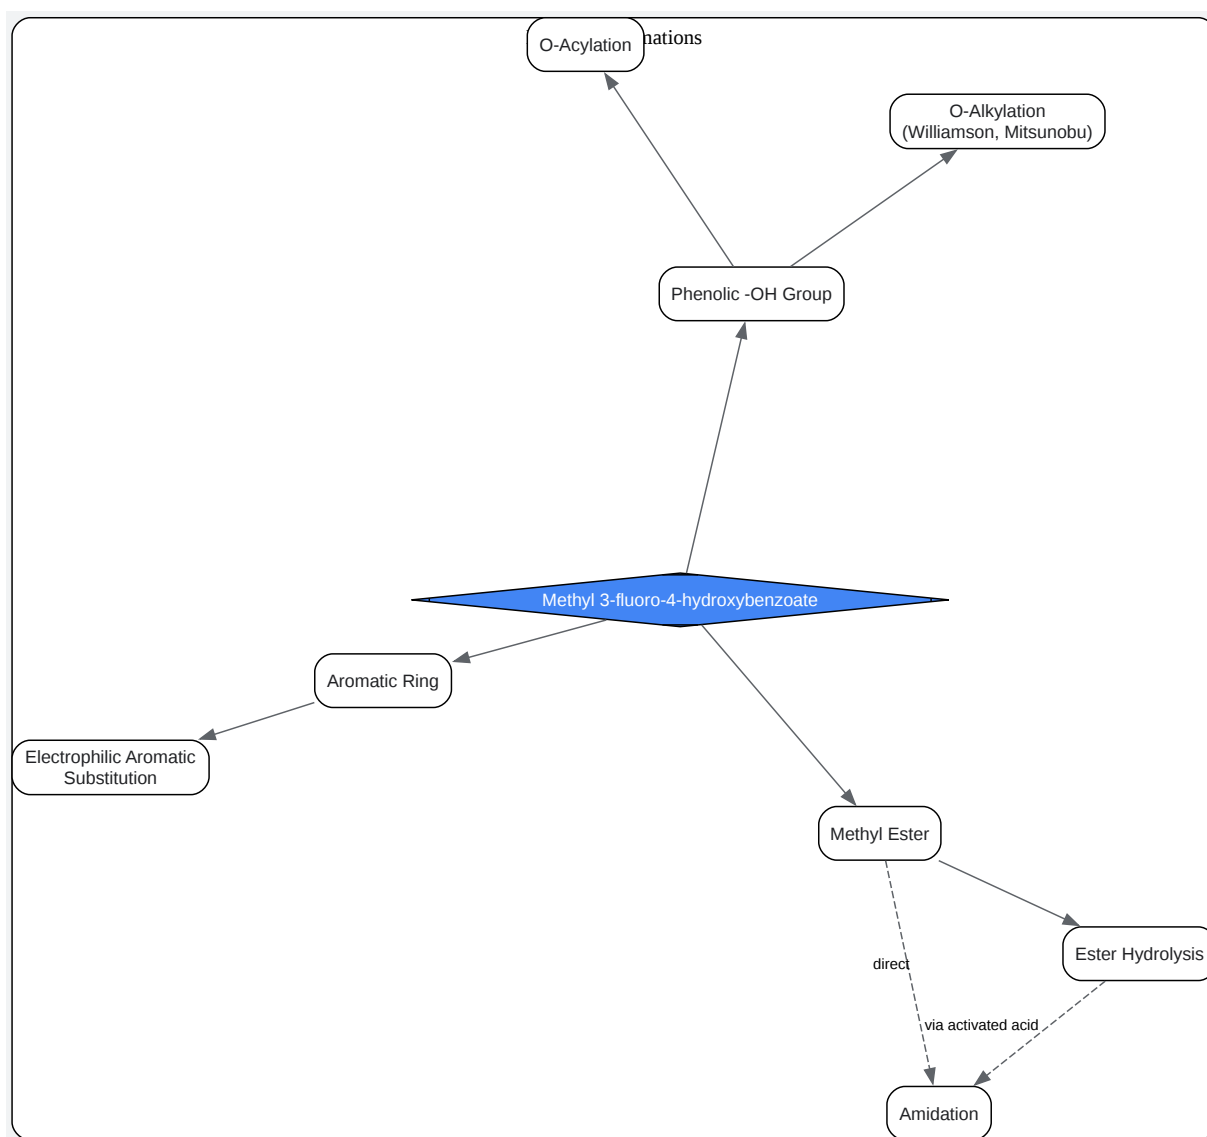 O-Acylation
O-Alkylation
(Williamson, Mitsunobu)
Phenolic -OH Group
Methyl 3-fluoro-4-hydroxybenzoate
Aromatic Ring
Electrophilic Aromatic
Substitution
Methyl Ester
Ester Hydrolysis
direct
via activated acid
Amidation